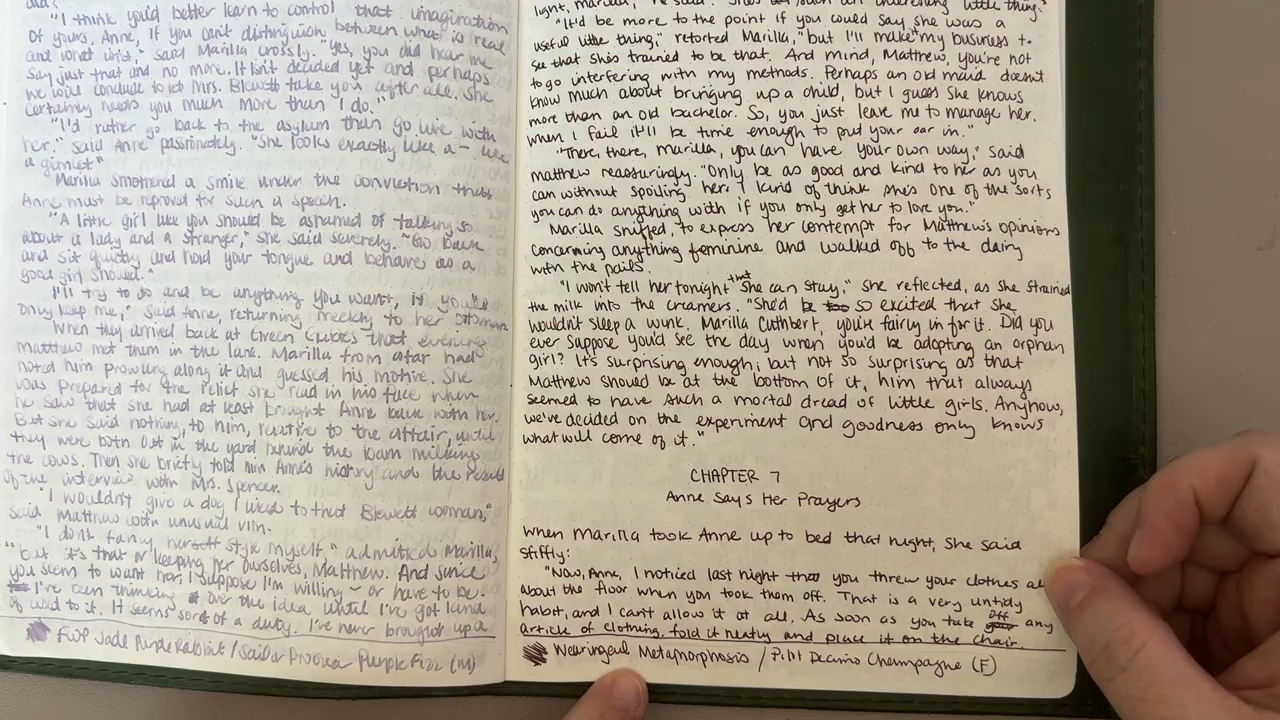 "I think you'd better learn to control that imagination
of yours, Anne, if you can't distinguish between what is real
and what isn't," said Marilla crossly. "Yes, you did hear me
say just that and no more. It isn't decided yet and perhaps
we will conclude to let Mrs. Blewett take you after all. She
certainly needs you much more than I do."
"I'd rather go back to the asylum than go live with
her," said Anne passionately. "She looks exactly like a – like
a gimlet"
Marilla smothered a smile under the conviction that
Anne must be reproved for such a speech.
"A little girl like you should be ashamed of talking so
about a lady and a stranger," she said severely. "Go back
and sit quietly and hold your tongue and behave as a
good girl should."
"I'll try to do and be anything you want, if you'll
only keep me," said Anne, returning meekly to her ottoman
When they arrived back at Green Gables that evening
matthew met them in the lane. Marilla from afar had
noted him prowling along it and guessed his motive. She
was prepared for the relief she read in his face when
he saw that she had at least brought Anne back with her.
But she said nothing, to him, relative to the affair, until
they were both out in the yard behind the barn milking
the cows. Then she briefly told him Anne's history and the result
of the interview with Mrs. Spencer.
"I wouldn't give a dog I liked to that Blewett woman,"
said Matthew with unusual vim.
"I don't fancy her style myself," admitted Marilla,
"but it's that or keeping her ourselves, Matthew. And since
you seem to want her, I suppose I'm willing – or have to be.
I've been thinking over the idea until I've got kind
of used to it. It seems sort of a duty. I've never brought up a
FWP Jade Purple Rabbit / Sailor ProGear Purple Fizz (M)
light, Marilla," he said. "She's such an interesting little thing."
"It'd be more to the point if you could say she was a
useful little thing," retorted Marilla, "but I'll make my business to
see that she's trained to be that. And mind, Matthew, you're not
to go interfering with my methods. Perhaps an old maid doesn't
know much about bringing up a child, but I guess she knows
more than an old bachelor. So, you just leave me to manage her.
When I fail it'll be time enough to put your oar in."
"There, there, Marilla, you can have your own way," said
matthew reassuringly. "Only be as good and kind to her as you
can without spoiling her. I kind of think she's one of the sorts
you can do anything with if you only get her to love you."
Marilla sniffed, to express her contempt for Matthew's opinions
concerning anything feminine and walked off to the dairy
with the pails.
"I won't tell her tonight that she can stay," she reflected, as she strained
the milk into the creamers. "She'd be so excited that she
wouldn't sleep a wink. Marilla Cuthbert, you're fairly in for it. Did you
ever suppose you'd see the day when you'd be adopting an orphan
girl? It's surprising enough; but not so surprising as that
Matthew should be at the bottom of it, him that always
seemed to have such a mortal dread of little girls. Anyhow,
we've decided on the experiment and goodness only knows
what will come of it."
CHAPTER 7
Anne Says Her Prayers
When Marilla took Anne up to bed that night, she said
stiffly:
"Now, Anne, I noticed last night you threw your clothes all
about the floor when you took them off. That is a very untidy
habit, and I can't allow it at all. As soon as you take off any
article of clothing, fold it neatly and place it on the chair.
Wearingeul Metamorphosis / Pilot Decimo Champagne (F)